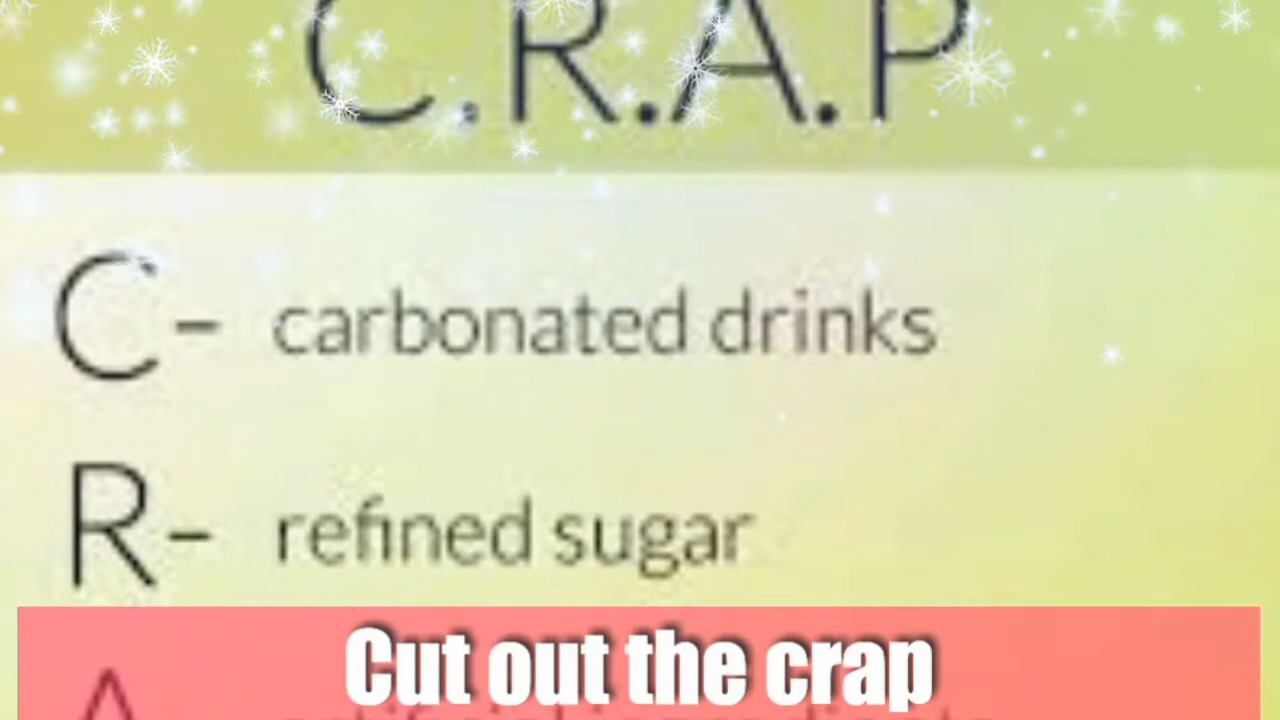 C.R.A.P
C- carbonated drinks
R- refined sugar
Cut out the crap
A